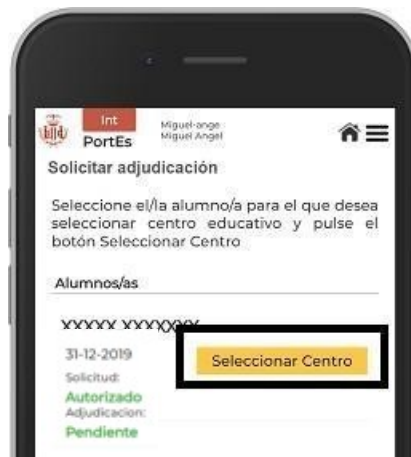 Int
PortEs
Miguel-ange
Miguel Angel
Solicitar adjudicación
Seleccione el/la alumno/a para el que desea
seleccionar centro educativo y pulse el
botón Seleccionar Centro
Alumnos/as
XXXXX XXXXXXX
31-12-2019
Seleccionar Centro
Solicitud:
Autorizado
Adjudicacion:
Pendiente